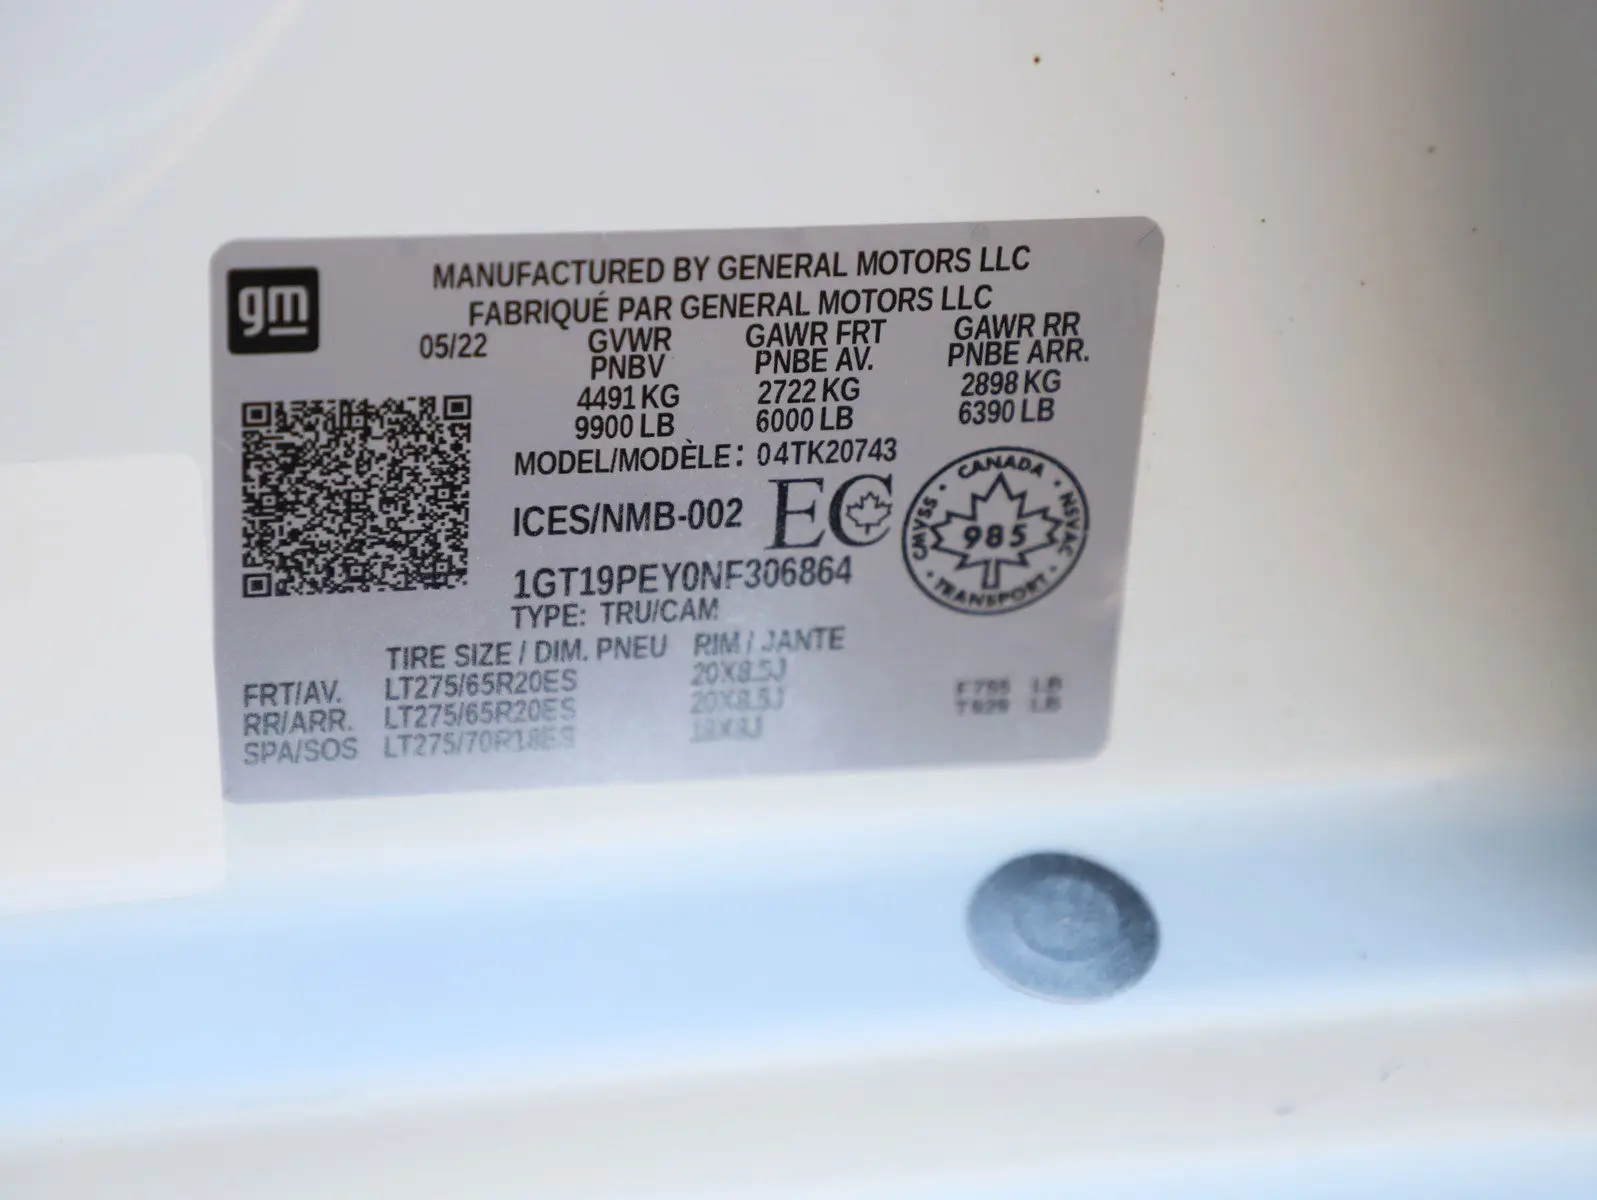 gm
MANUFACTURED BY GENERAL MOTORS LLC
FABRIQUÉ PAR GENERAL MOTORS LLC
05/22 GVWR GAWR FRT GAWR RR
PNBV PNBE AV. PNBE ARR.
4491 KG 2722 KG 2898 KG
9900 LB 6000 LB 6390 LB
MODEL/MODÈLE: 04TK20743
ICES/NMB-002 EC
CANADA
CMVSS 985 NSVAC
TRANSPORT
1GT19PEY0NF306864
TYPE: TRU/CAM
TIRE SIZE / DIM. PNEU RIM / JANTE
FRT/AV. LT275/65R20ES 20X8.5J
RR/ARR. LT275/65R20ES 20X8.5J
SPA/SOS LT275/70R18ES 18X8J
LB
LB